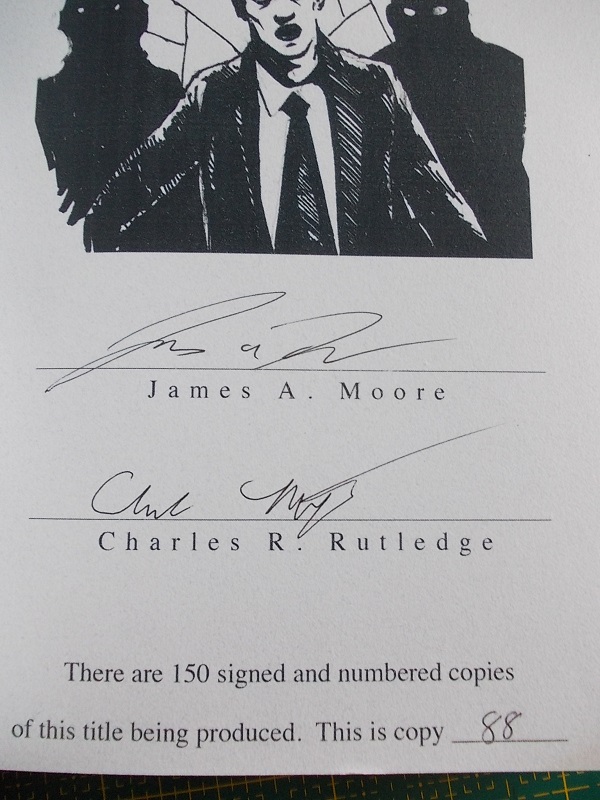 James A. Moore
Charles R. Rutledge
There are 150 signed and numbered copies
of this title being produced. This is copy 88